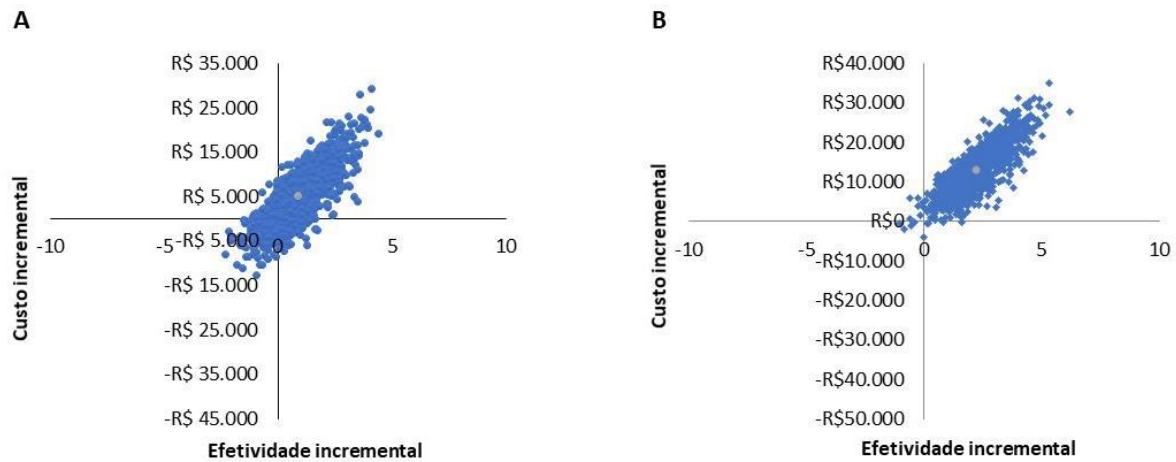 A
R$ 35.000
R$ 25.000
R$ 15.000
R$ 5.000
-R$ 5.000
-R$ 15.000
-R$ 25.000
-R$ 35.000
-R$ 45.000
-10
-5
0
5
10
Custo incremental
Efetividade incremental
B
R$40.000
R$30.000
R$20.000
R$10.000
R$0
-R$10.000
-R$20.000
-R$30.000
-R$40.000
-R$50.000
-10
-5
0
5
10
Custo incremental
Efetividade incremental